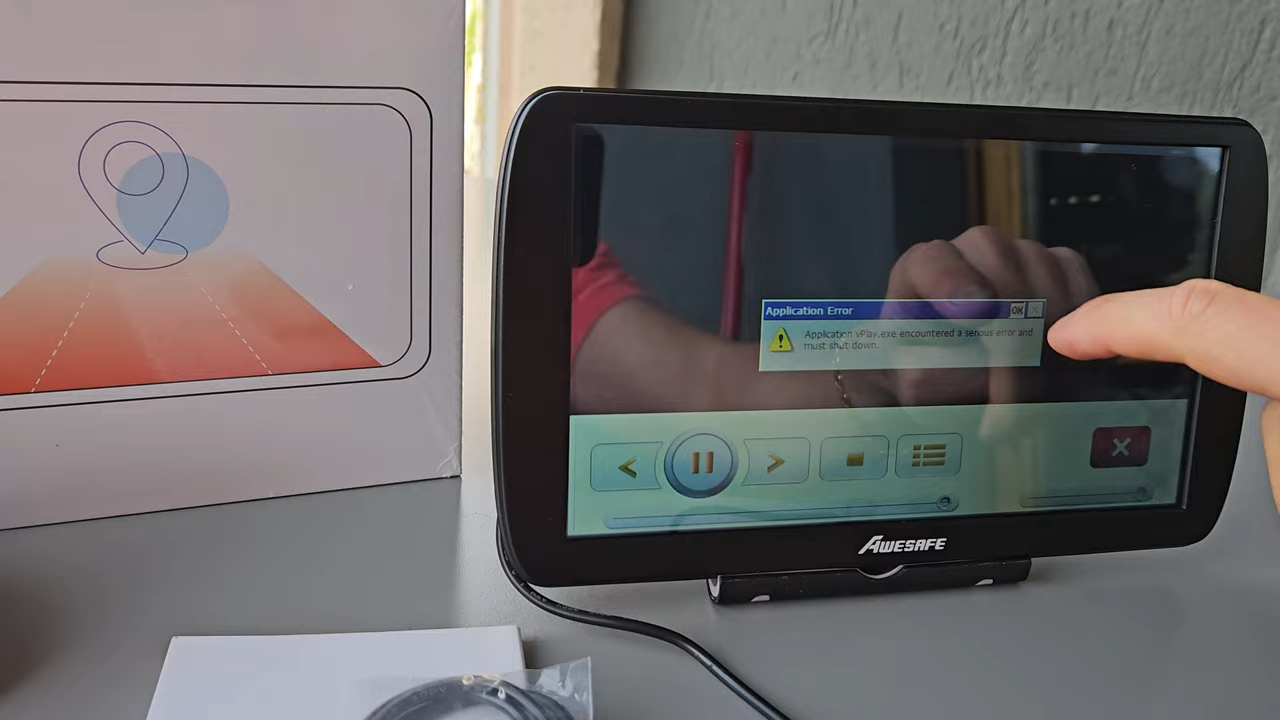 Application Error
OK
Application vPlay.exe encountered a serious error and
must shut down.
AWESAFE